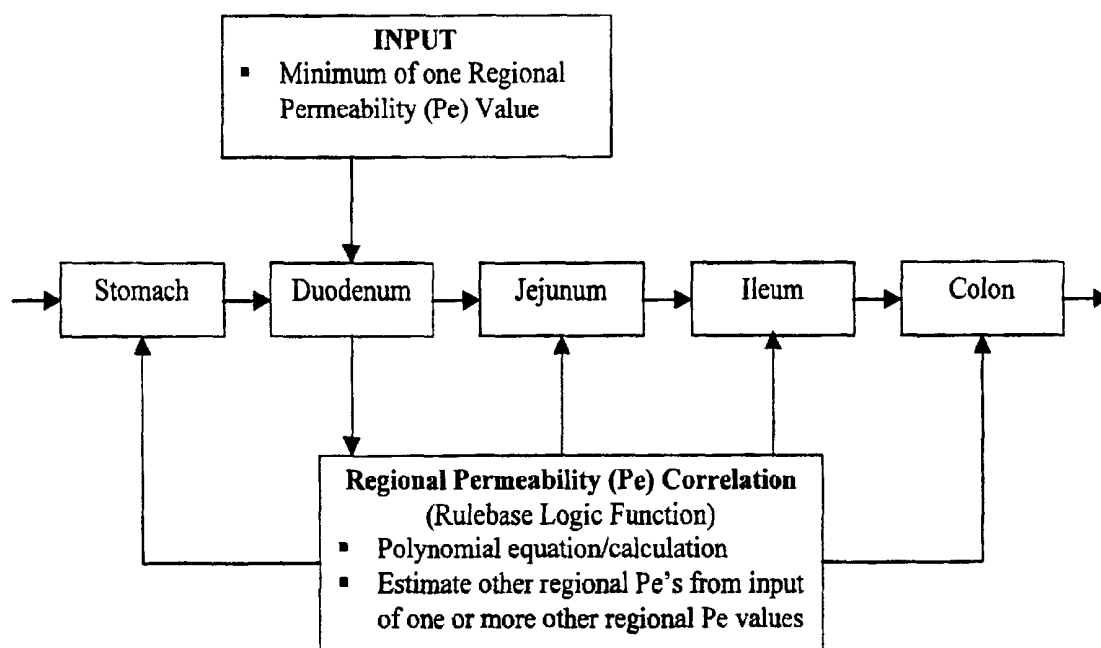 INPUT
▪ Minimum of one Regional
Permeability (Pe) Value
Stomach
Duodenum
Jejunum
Ileum
Colon
Regional Permeability (Pe) Correlation
(Rulebase Logic Function)
▪ Polynomial equation/calculation
▪ Estimate other regional Pe's from input
of one or more other regional Pe values